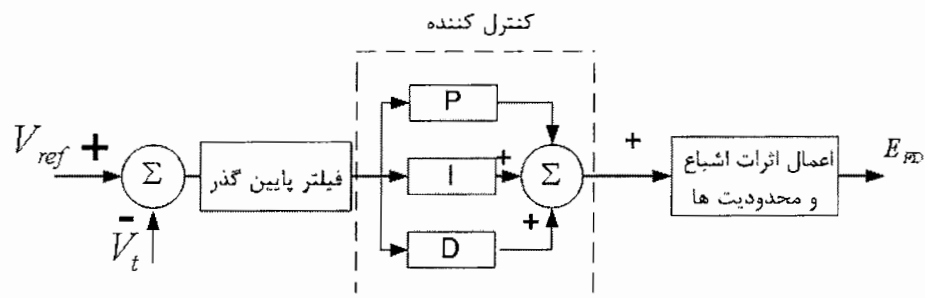 کنترل کننده
P
V_ref +
Σ
فیلتر پایین گذر
I
+
Σ
+
اعمال اثرات اشباع
و محدودیت ها
E_FD
-
V_t
D
+